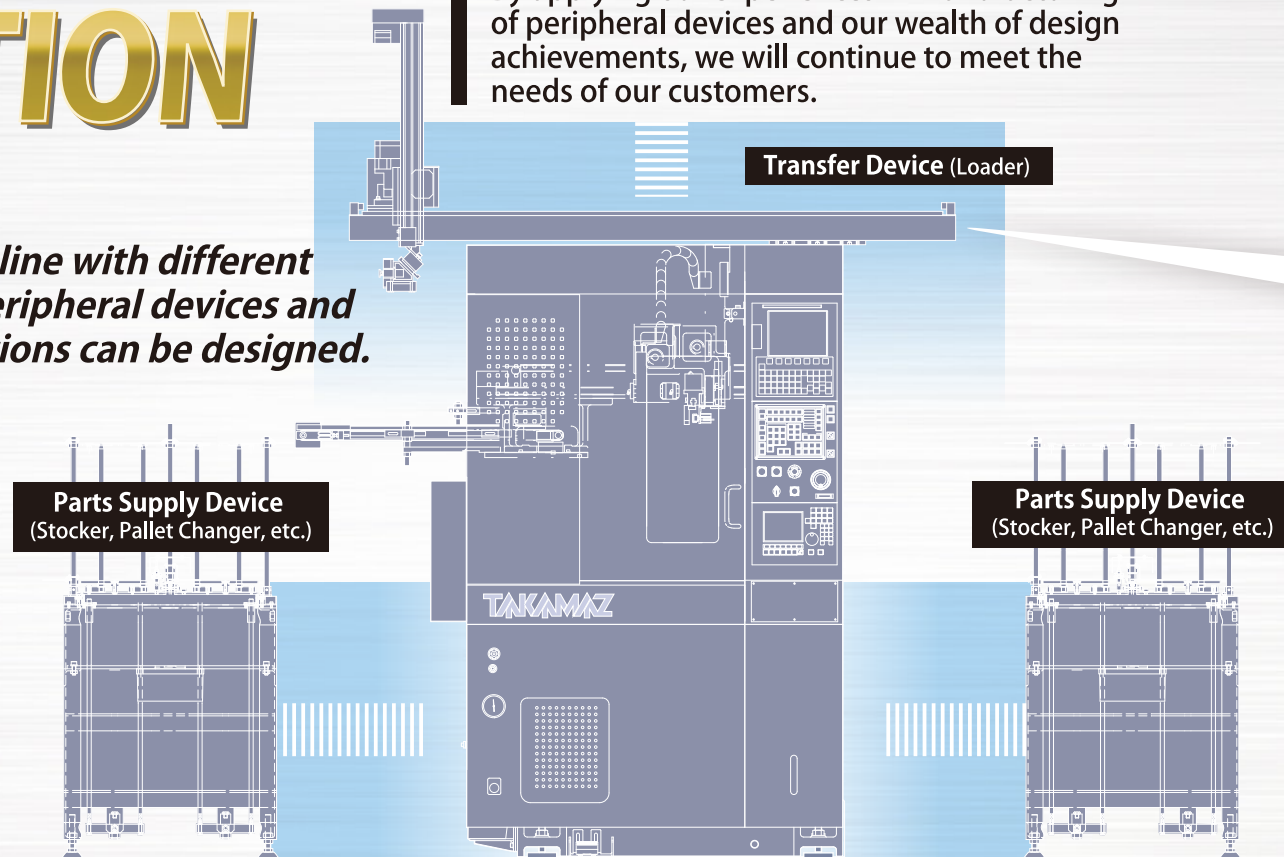 TION
of peripheral devices and our wealth of design
achievements, we will continue to meet the
needs of our customers.
Transfer Device (Loader)
line with different
eripheral devices and
ions can be designed.
Parts Supply Device
(Stocker, Pallet Changer, etc.)
Parts Supply Device
(Stocker, Pallet Changer, etc.)
TAKAMAZ